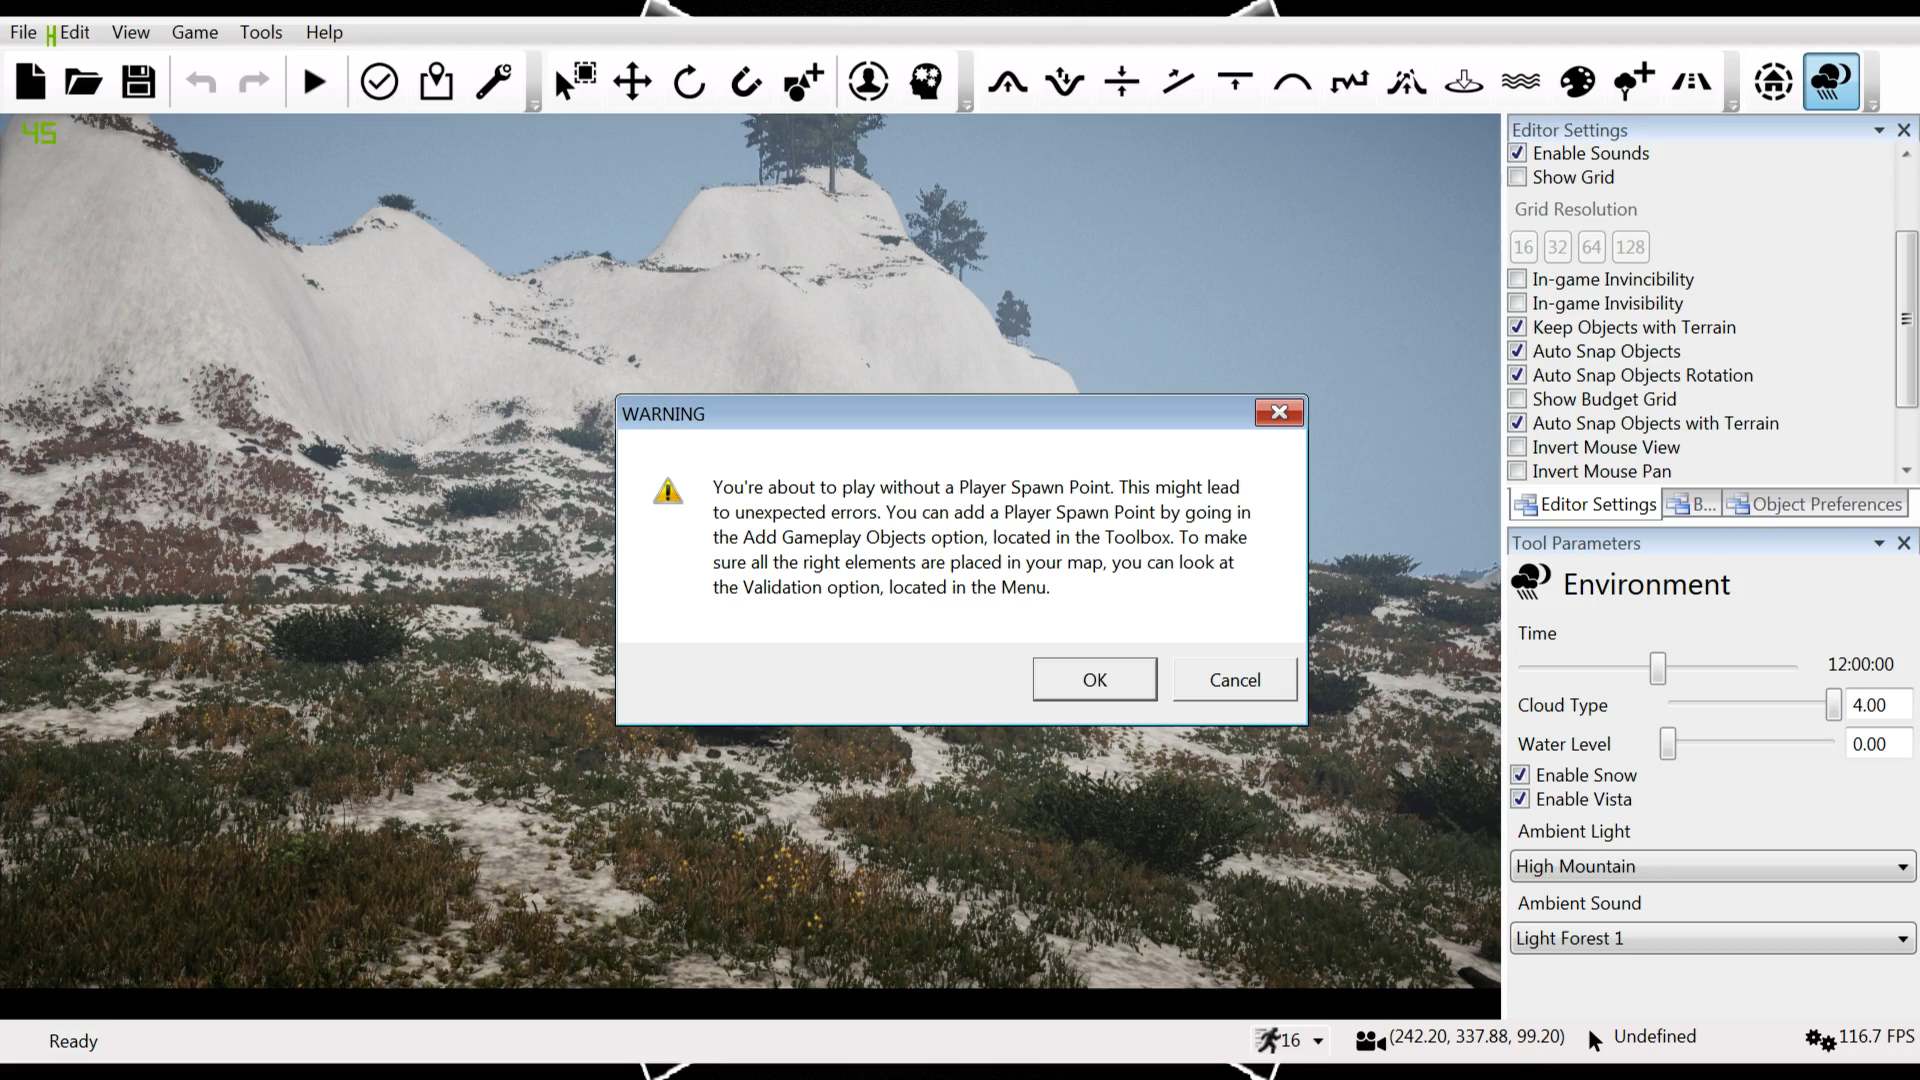 File H Edit View Game Tools Help
45
Editor Settings
Enable Sounds
Show Grid
Grid Resolution
16 32 64 128
In-game Invincibility
In-game Invisibility
Keep Objects with Terrain
Auto Snap Objects
Auto Snap Objects Rotation
Show Budget Grid
Auto Snap Objects with Terrain
Invert Mouse View
Invert Mouse Pan
Editor Settings B... Object Preferences
WARNING
You're about to play without a Player Spawn Point. This might lead
to unexpected errors. You can add a Player Spawn Point by going in
the Add Gameplay Objects option, located in the Toolbox. To make
sure all the right elements are placed in your map, you can look at
the Validation option, located in the Menu.
OK Cancel
Tool Parameters
Environment
Time
12:00:00
Cloud Type 4.00
Water Level 0.00
Enable Snow
Enable Vista
Ambient Light
High Mountain
Ambient Sound
Light Forest 1
Ready 16 (242.20, 337.88, 99.20) Undefined 116.7 FPS